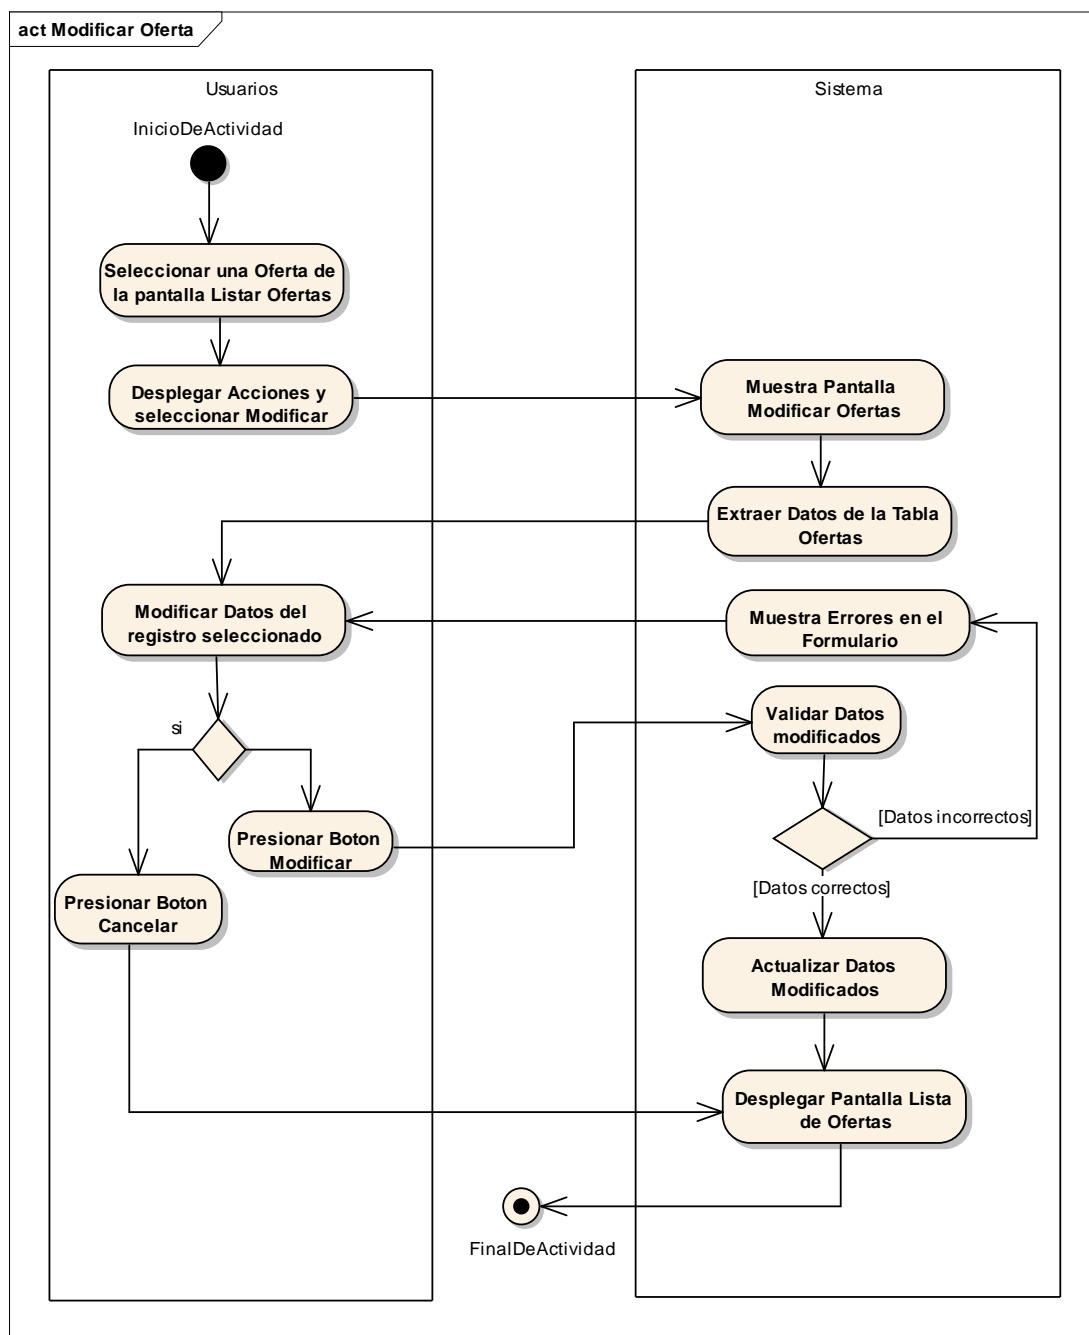 act Modificar Oferta
Usuarios
Sistema
InicioDeActividad
Seleccionar una Oferta de
la pantalla Listar Ofertas
Desplegar Acciones y
seleccionar Modificar
Muestra Pantalla
Modificar Ofertas
Extraer Datos de la Tabla
Ofertas
Modificar Datos del
registro seleccionado
Muestra Errores en el
Formulario
si
Validar Datos
modificados
[Datos incorrectos]
Presionar Boton
Modificar
[Datos correctos]
Presionar Boton
Cancelar
Actualizar Datos
Modificados
Desplegar Pantalla Lista
de Ofertas
FinalDeActividad